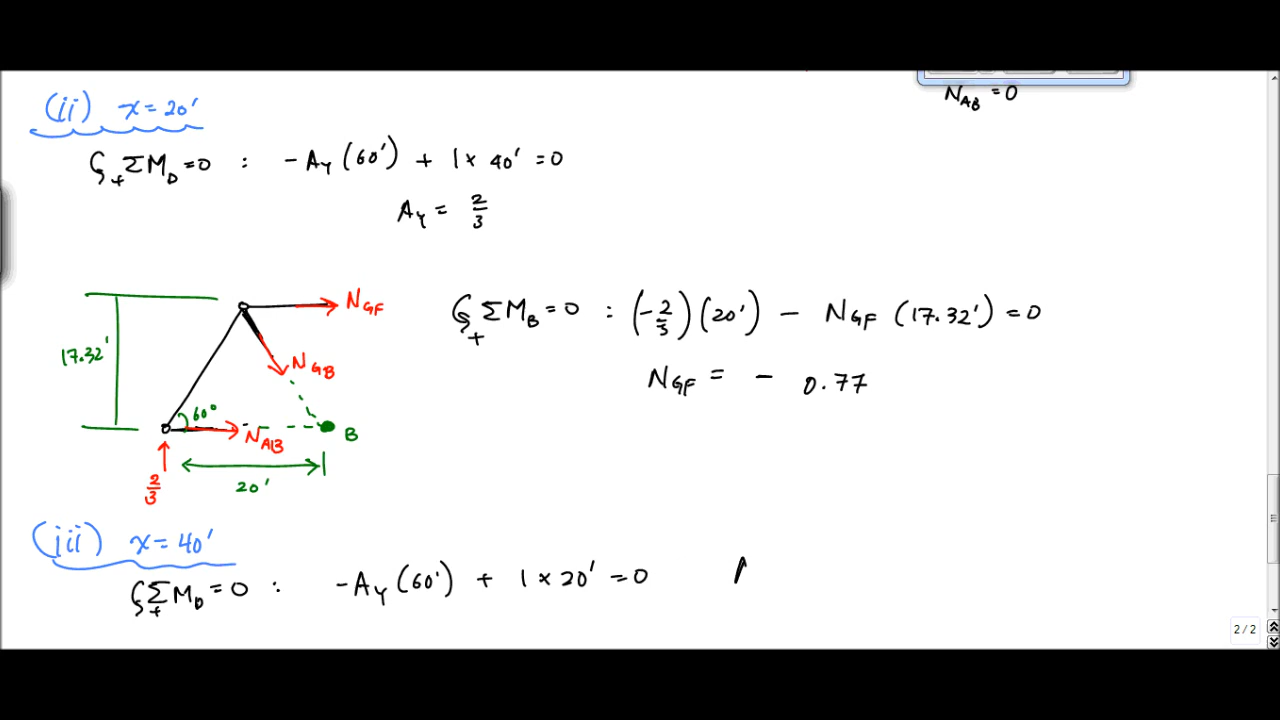 N_AB = 0
(ii) x = 20'
↺+ ΣM_D = 0 : - A_Y (60') + 1 × 40' = 0
A_Y = 2/3
N_GF
17.32'
N_GB
60°
N_AB
B
2/3
20'
↺+ ΣM_B = 0 : (-2/3)(20') - N_GF (17.32') = 0
N_GF = - 0.77
(iii) x = 40'
↺+ ΣM_D = 0 : - A_Y (60') + 1 × 20' = 0
2 / 2